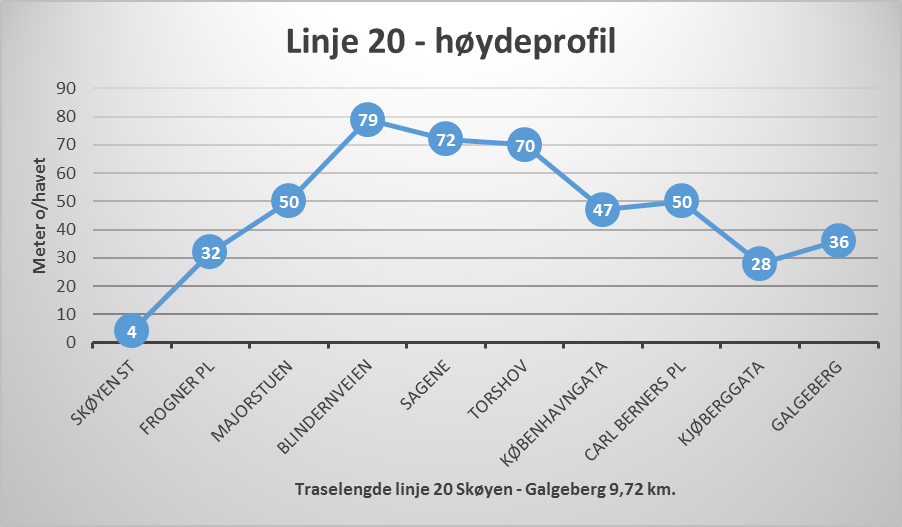 Linje 20 - høydeprofil
Meter o/havet
90
80
70
60
50
40
30
20
10
0
4
32
50
79
72
70
47
50
28
36
SKØYEN ST
FROGNER PL
MAJORSTUEN
BLINDERNVEIEN
SAGENE
TORSHOV
KØBENHAVNGATA
CARL BERNERS PL
KJØBERGGATA
GALGEBERG
Traselengde linje 20 Skøyen - Galgeberg 9,72 km.